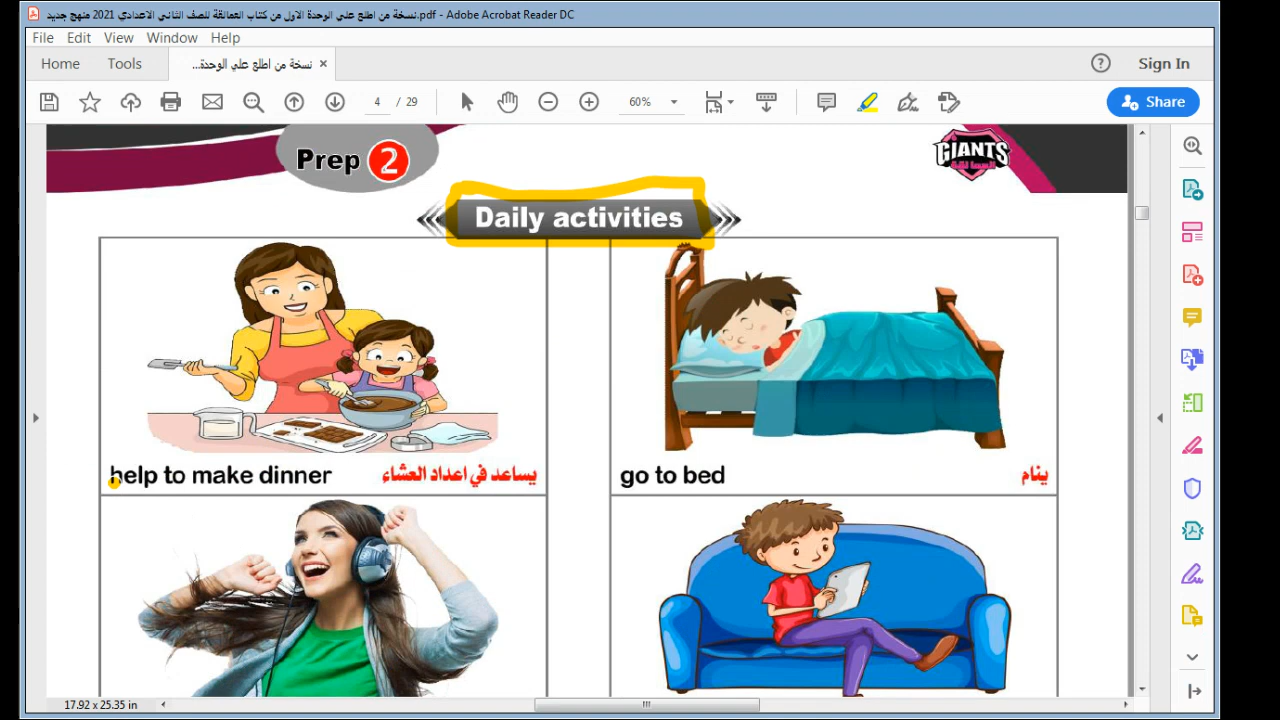 نسخة من اطلع علي الوحدة الاول من كتاب العمالقة للصف الثاني الاعدادي 2021 منهج جديد.pdf - Adobe Acrobat Reader DC
File Edit View Window Help
Home Tools نسخة من اطلع علي الوحدة... × Sign In
4 / 29 60% Share
Prep 2
GIANTS
العمالقة
Daily activities
help to make dinner يساعد في اعداد العشاء
go to bed ينام
17.92 x 25.35 in